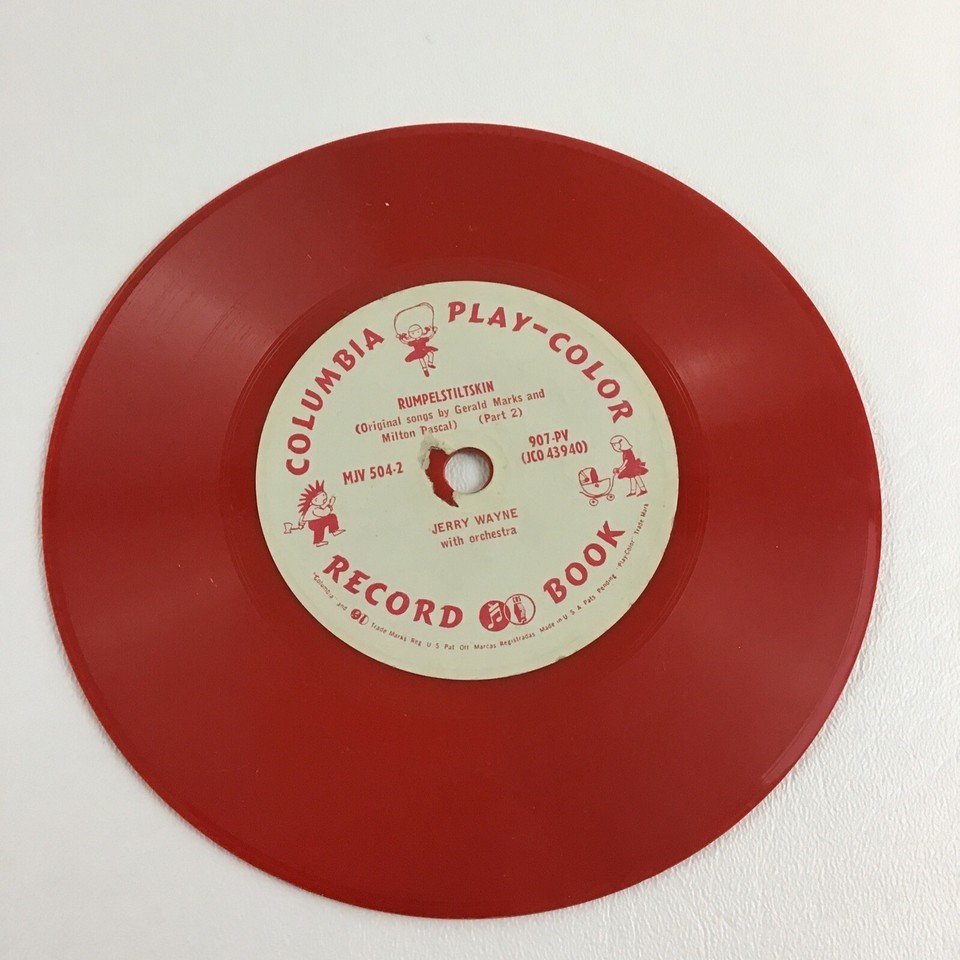 COLUMBIA PLAY-COLOR
RUMPELSTILTSKIN
(Original songs by Gerald Marks and
Milton Pascal) (Part 2)
MJV 504-2
907-PV
(JCO 43940)
JERRY WAYNE
with orchestra
RECORD BOOK
CBS
"Columbia" and Trade Marks Reg U S Pat Off Marcas Registradas Made in U S A Pats Pending "Play-Color" Trade Mark